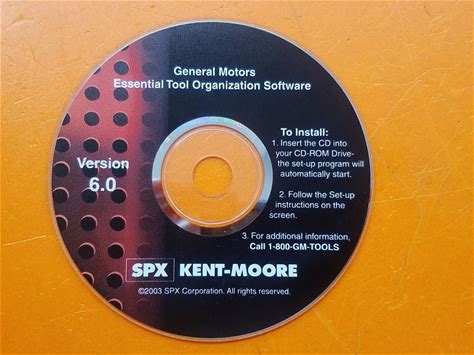 General Motors
Essential Tool Organization Software
Version
6.0
To Install:
1. Insert the CD into
your CD-ROM Drive-
the set-up program will
automatically start.
2. Follow the Set-up
instructions on the
screen.
3. For additional information,
Call 1-800-GM-TOOLS
SPX KENT-MOORE
©2003 SPX Corporation. All rights reserved.